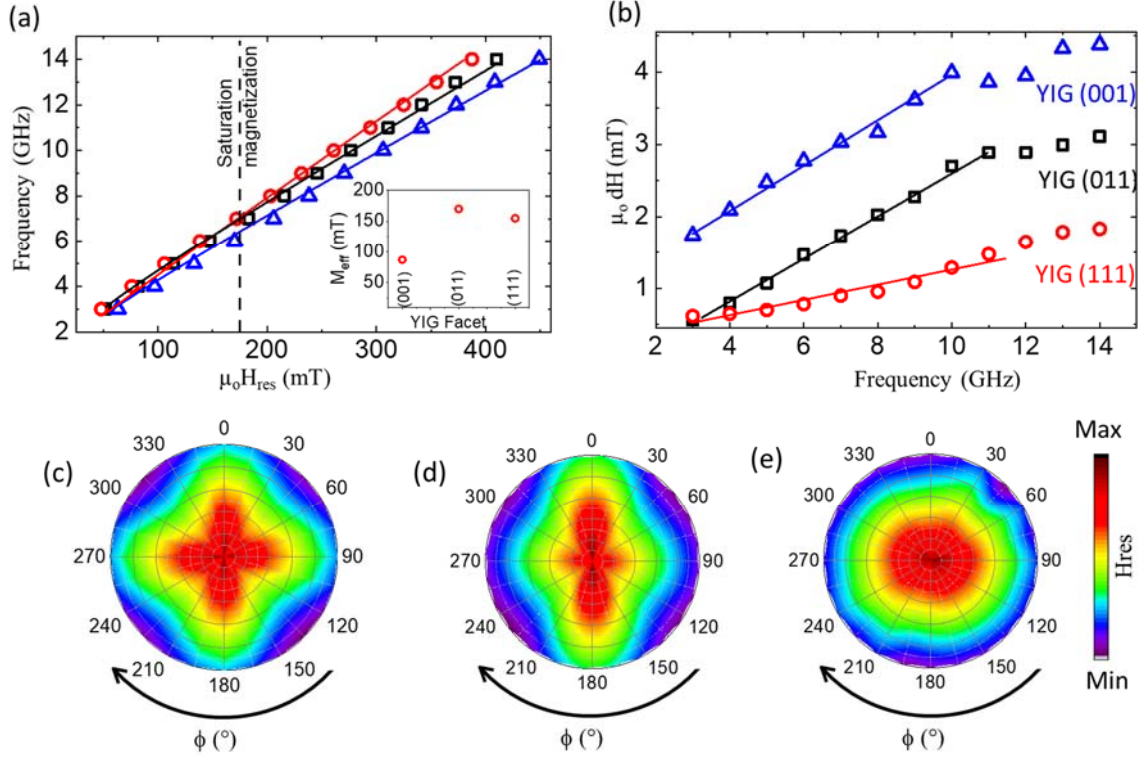 (a)
Frequency (GHz)
14
12
10
8
6
4
2
100
200
300
400
μₒHᵣₑₛ (mT)
Saturation
magnetization
Mₑff (mT)
200
150
100
50
(001)
(011)
(111)
YIG Facet
(b)
μₒ dH (mT)
4
3
2
1
2
4
6
8
10
12
14
Frequency (GHz)
YIG (001)
YIG (011)
YIG (111)
(c)
0
30
60
90
120
150
180
210
240
270
300
330
ϕ (°)
(d)
0
30
60
90
120
150
180
210
240
270
300
330
ϕ (°)
(e)
0
30
60
90
120
150
180
210
240
270
300
330
ϕ (°)
Max
Hres
Min